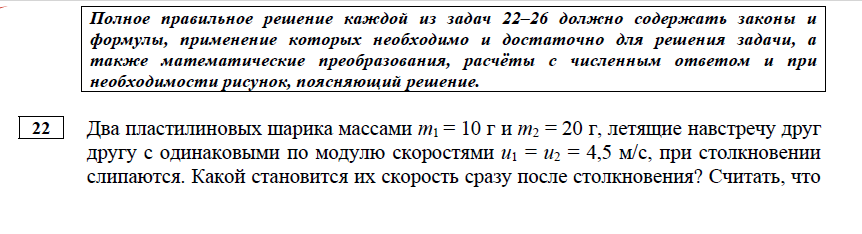 Полное правильное решение каждой из задач 22–26 должно содержать законы и
формулы, применение которых необходимо и достаточно для решения задачи, а
также математические преобразования, расчёты с численным ответом и при
необходимости рисунок, поясняющий решение.
22 Два пластилиновых шарика массами m₁ = 10 г и m₂ = 20 г, летящие навстречу друг
другу с одинаковыми по модулю скоростями u₁ = u₂ = 4,5 м/с, при столкновении
слипаются. Какой становится их скорость сразу после столкновения? Считать, что